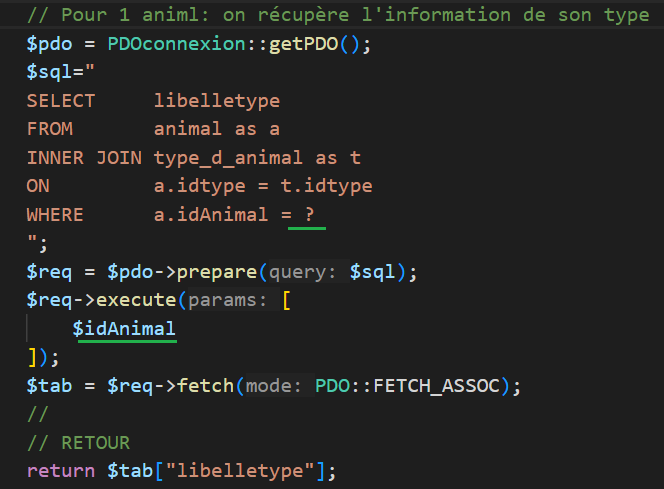 // Pour 1 animl: on récupère l'information de son type
$pdo = PDOconnexion::getPDO();
$sql="
SELECT     libelletype
FROM       animal as a
INNER JOIN type_d_animal as t
ON         a.idtype = t.idtype
WHERE      a.idAnimal = ?
";
$req = $pdo->prepare(query: $sql);
$req->execute(params: [
    $idAnimal
]);
$tab = $req->fetch(mode: PDO::FETCH_ASSOC);
//
// RETOUR
return $tab["libelletype"];